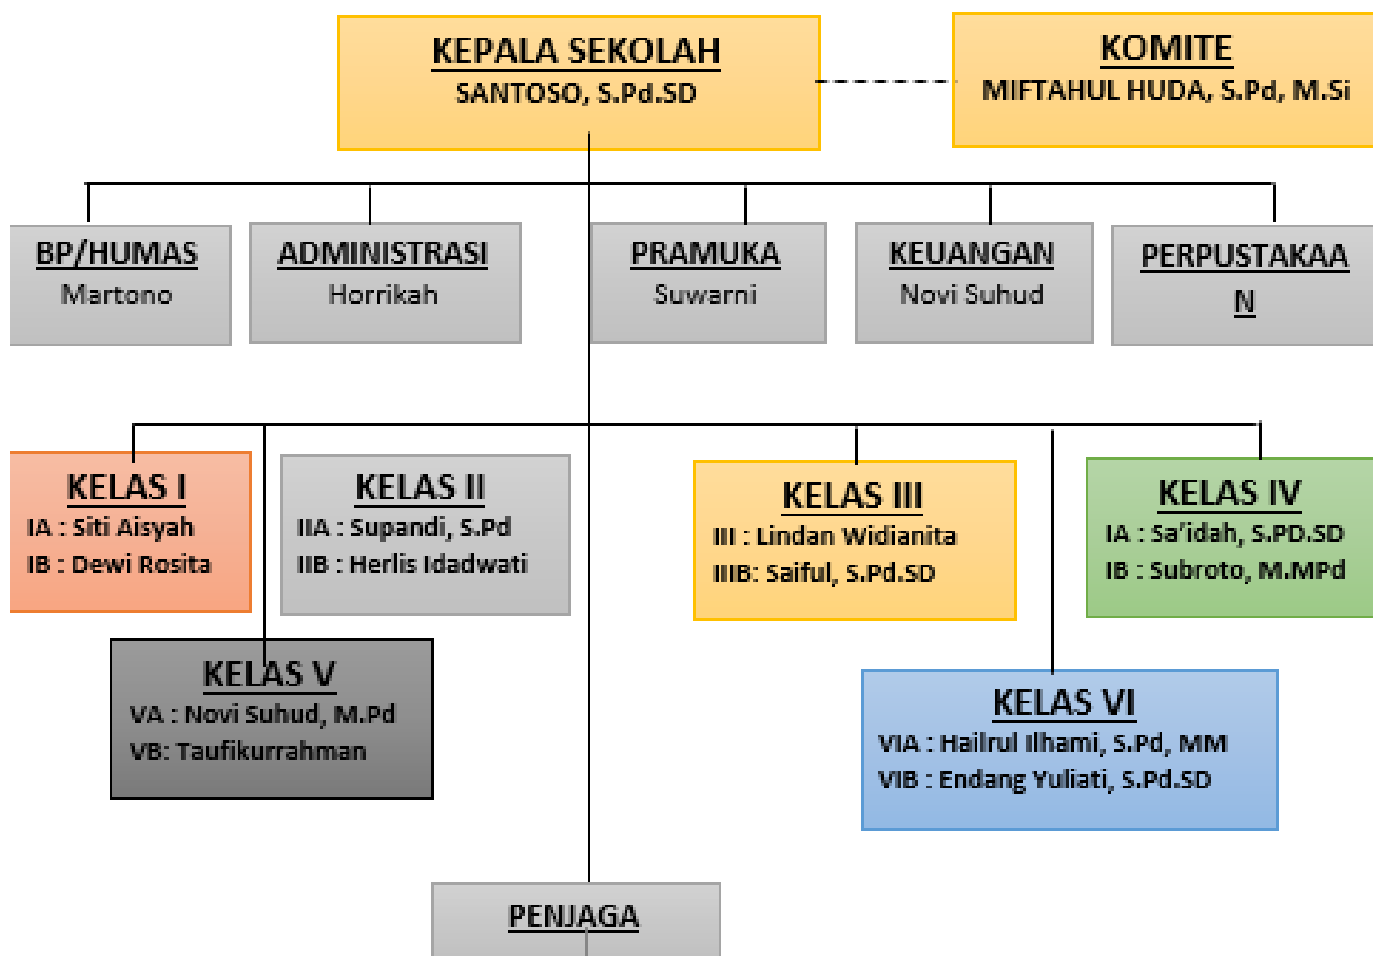 KEPALA SEKOLAH
SANTOSO, S.Pd.SD
KOMITE
MIFTAHUL HUDA, S.Pd, M.Si
BP/HUMAS
Martono
ADMINISTRASI
Horrikah
PRAMUKA
Suwarni
KEUANGAN
Novi Suhud
PERPUSTAKAA
N
KELAS I
IA : Siti Aisyah
IB : Dewi Rosita
KELAS II
IIA : Supandi, S.Pd
IIB : Herlis Idadwati
KELAS III
III : Lindan Widianita
IIIB: Saiful, S.Pd.SD
KELAS IV
IA : Sa’idah, S.PD.SD
IB : Subroto, M.MPd
KELAS V
VA : Novi Suhud, M.Pd
VB: Taufikurrahman
KELAS VI
VIA : Hailrul Ilhami, S.Pd, MM
VIB : Endang Yuliati, S.Pd.SD
PENJAGA